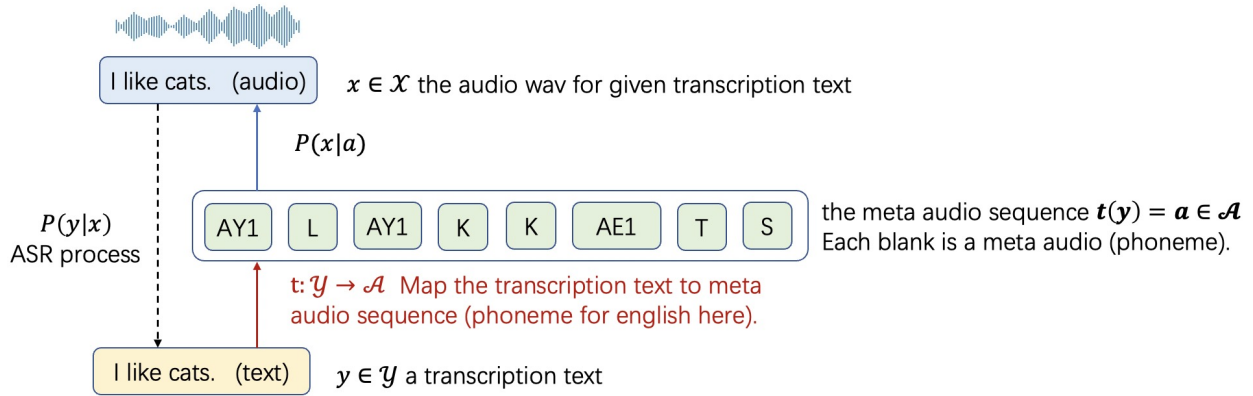 I like cats. (audio)
x ∈ 𝒳 the audio wav for given transcription text
P(x|a)
P(y|x)
ASR process
AY1 L AY1 K K AE1 T S
the meta audio sequence t(y) = a ∈ 𝒜
Each blank is a meta audio (phoneme).
t: 𝒴 → 𝒜 Map the transcription text to meta
audio sequence (phoneme for english here).
I like cats. (text)
y ∈ 𝒴 a transcription text